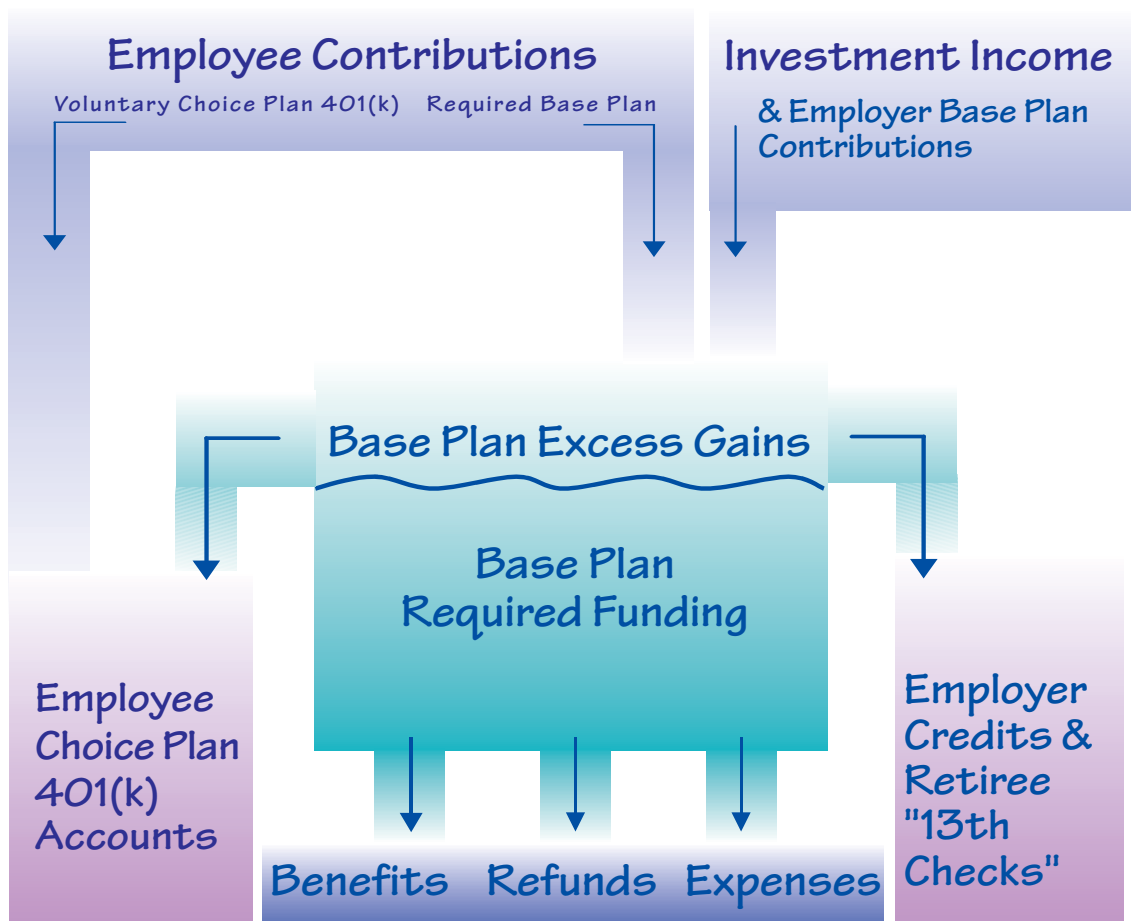 Employee Contributions
Voluntary Choice Plan 401(k) Required Base Plan
Investment Income
& Employer Base Plan
Contributions
Base Plan Excess Gains
Base Plan
Required Funding
Employee
Choice Plan
401(k)
Accounts
Employer
Credits &
Retiree
"13th
Checks"
Benefits Refunds Expenses